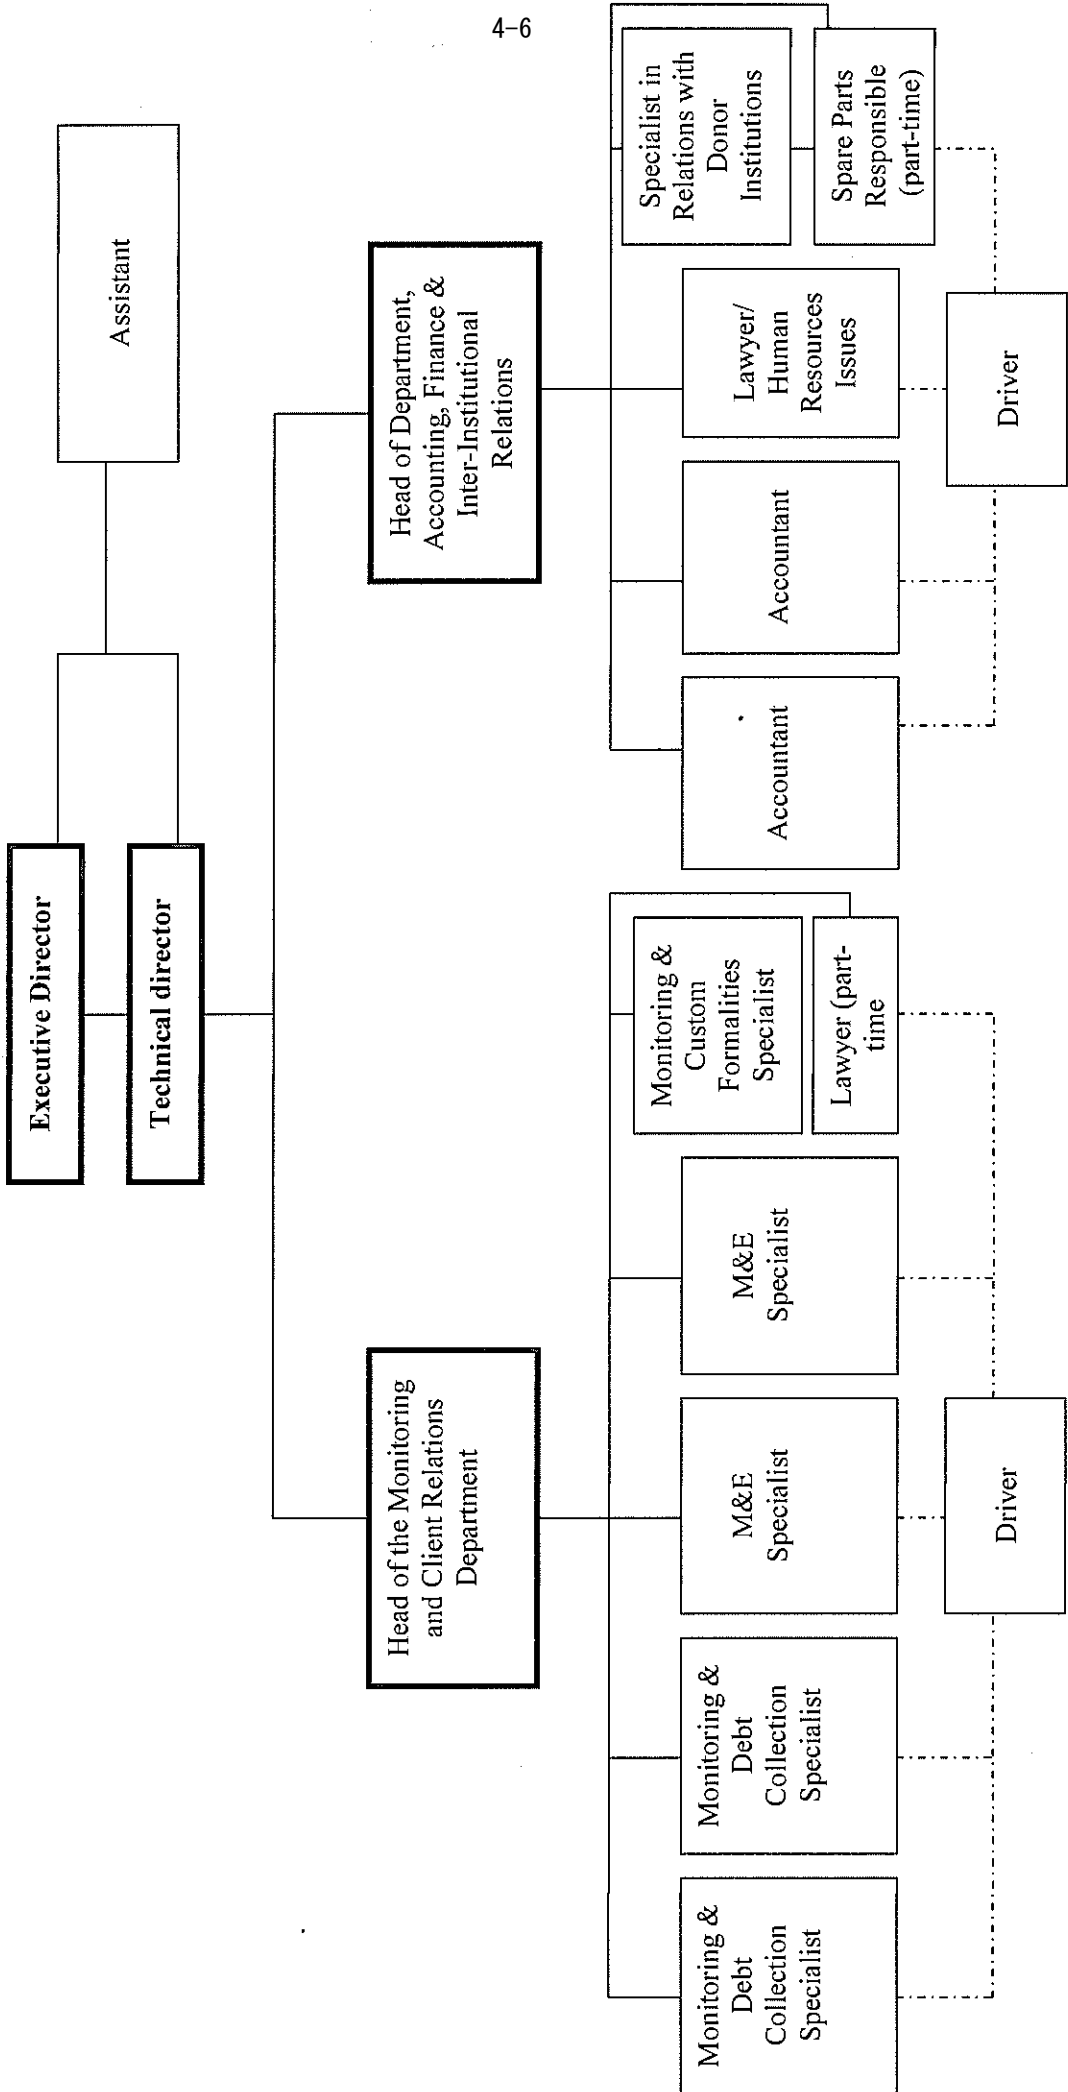 4-6
Executive Director
Technical director
Assistant
Head of the Monitoring
and Client Relations
Department
Head of Department,
Accounting, Finance &
Inter-Institutional
Relations
Monitoring &
Debt
Collection
Specialist
Monitoring &
Debt
Collection
Specialist
M&E
Specialist
M&E
Specialist
Monitoring &
Custom
Formalities
Specialist
Lawyer (part-
time
Accountant
Accountant
Lawyer/
Human
Resources
Issues
Specialist in
Relations with
Donor
Institutions
Spare Parts
Responsible
(part-time)
Driver
Driver